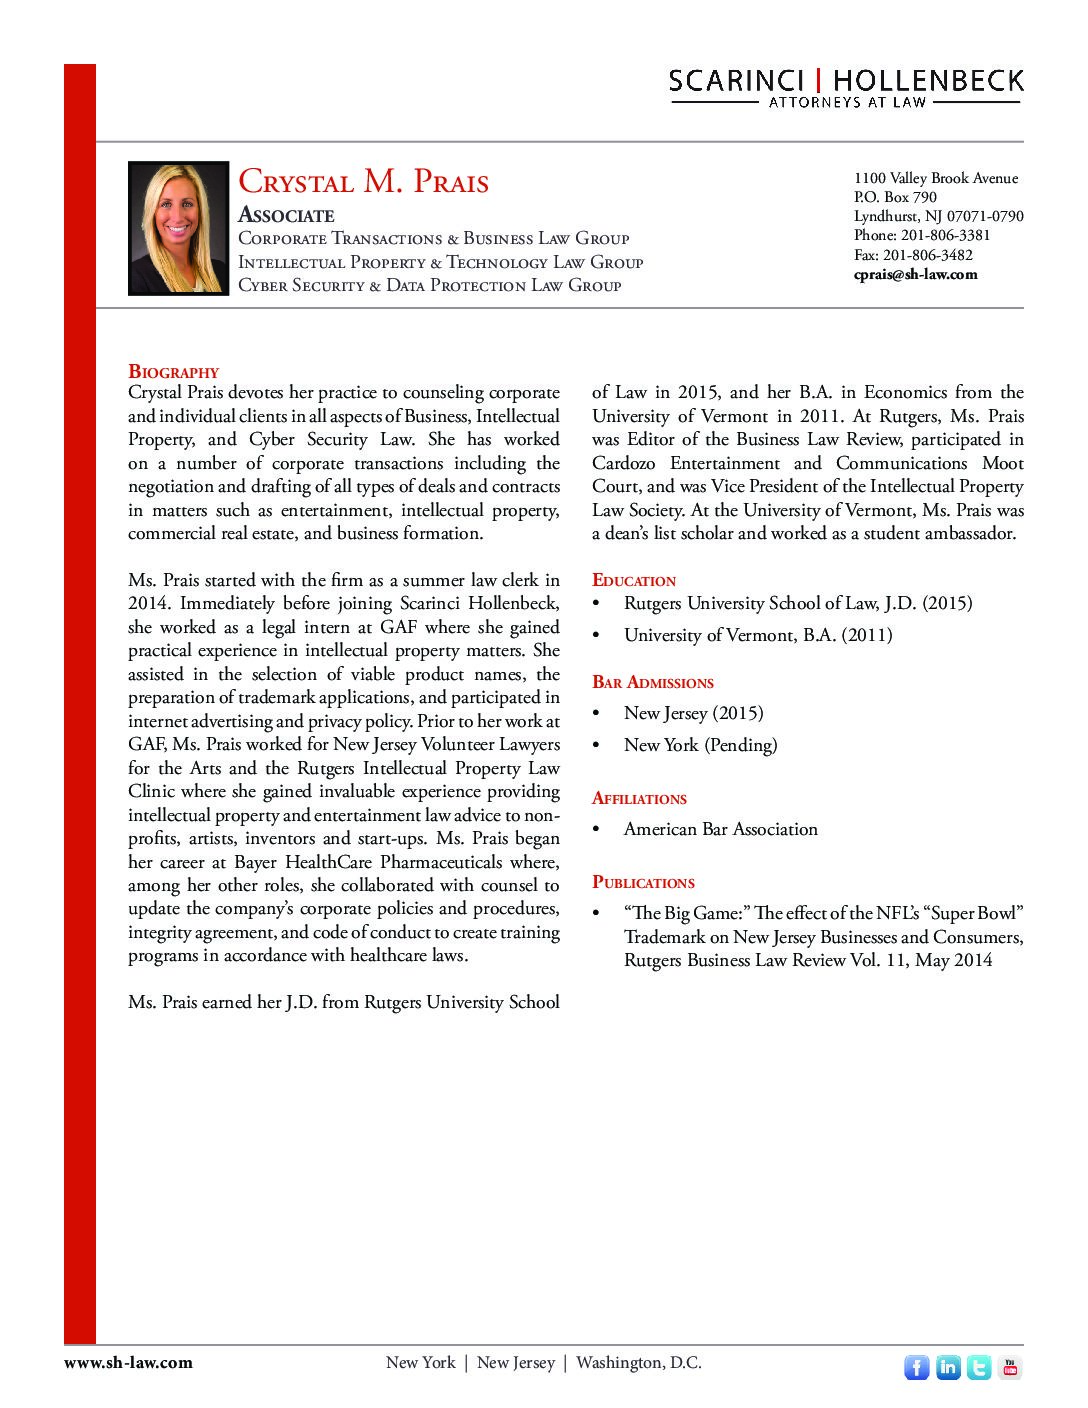 SCARINCI | HOLLENBECK
ATTORNEYS AT LAW
Crystal M. Prais
Associate
Corporate Transactions & Business Law Group
Intellectual Property & Technology Law Group
Cyber Security & Data Protection Law Group
1100 Valley Brook Avenue
P.O. Box 790
Lyndhurst, NJ 07071-0790
Phone: 201-806-3381
Fax: 201-806-3482
cprais@sh-law.com
Biography
Crystal Prais devotes her practice to counseling corporate
and individual clients in all aspects of Business, Intellectual
Property, and Cyber Security Law. She has worked
on a number of corporate transactions including the
negotiation and drafting of all types of deals and contracts
in matters such as entertainment, intellectual property,
commercial real estate, and business formation.
Ms. Prais started with the firm as a summer law clerk in
2014. Immediately before joining Scarinci Hollenbeck,
she worked as a legal intern at GAF where she gained
practical experience in intellectual property matters. She
assisted in the selection of viable product names, the
preparation of trademark applications, and participated in
internet advertising and privacy policy. Prior to her work at
GAF, Ms. Prais worked for New Jersey Volunteer Lawyers
for the Arts and the Rutgers Intellectual Property Law
Clinic where she gained invaluable experience providing
intellectual property and entertainment law advice to non-
profits, artists, inventors and start-ups. Ms. Prais began
her career at Bayer HealthCare Pharmaceuticals where,
among her other roles, she collaborated with counsel to
update the company's corporate policies and procedures,
integrity agreement, and code of conduct to create training
programs in accordance with healthcare laws.
Ms. Prais earned her J.D. from Rutgers University School
of Law in 2015, and her B.A. in Economics from the
University of Vermont in 2011. At Rutgers, Ms. Prais
was Editor of the Business Law Review, participated in
Cardozo Entertainment and Communications Moot
Court, and was Vice President of the Intellectual Property
Law Society. At the University of Vermont, Ms. Prais was
a dean's list scholar and worked as a student ambassador.
Education
• Rutgers University School of Law, J.D. (2015)
• University of Vermont, B.A. (2011)
Bar Admissions
• New Jersey (2015)
• New York (Pending)
Affiliations
• American Bar Association
Publications
• “The Big Game:” The effect of the NFL’s “Super Bowl”
Trademark on New Jersey Businesses and Consumers,
Rutgers Business Law Review Vol. 11, May 2014
www.sh-law.com
New York | New Jersey | Washington, D.C.
f in t You Tube